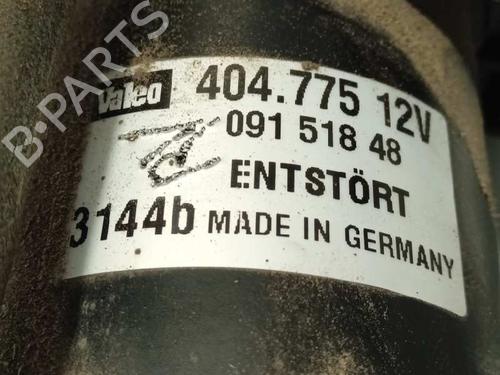 B-PARTS
Valeo 404.775 12V
091 518 48
ENTSTÖRT
3144b MADE IN GERMANY